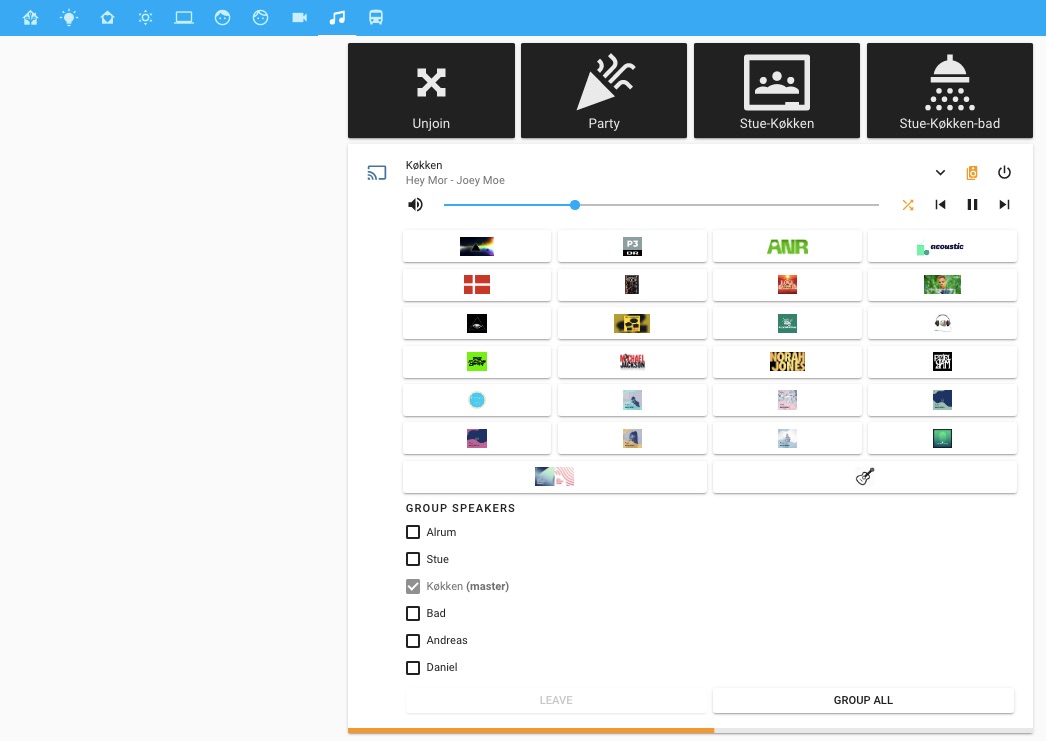 Unjoin
Party
Stue-Køkken
Stue-Køkken-bad
Køkken
Hey Mor - Joey Moe
P3
DR
ANR
acoustic
MICHAEL
JACKSON
NORAH
JONES
GROUP SPEAKERS
Alrum
Stue
Køkken (master)
Bad
Andreas
Daniel
LEAVE
GROUP ALL